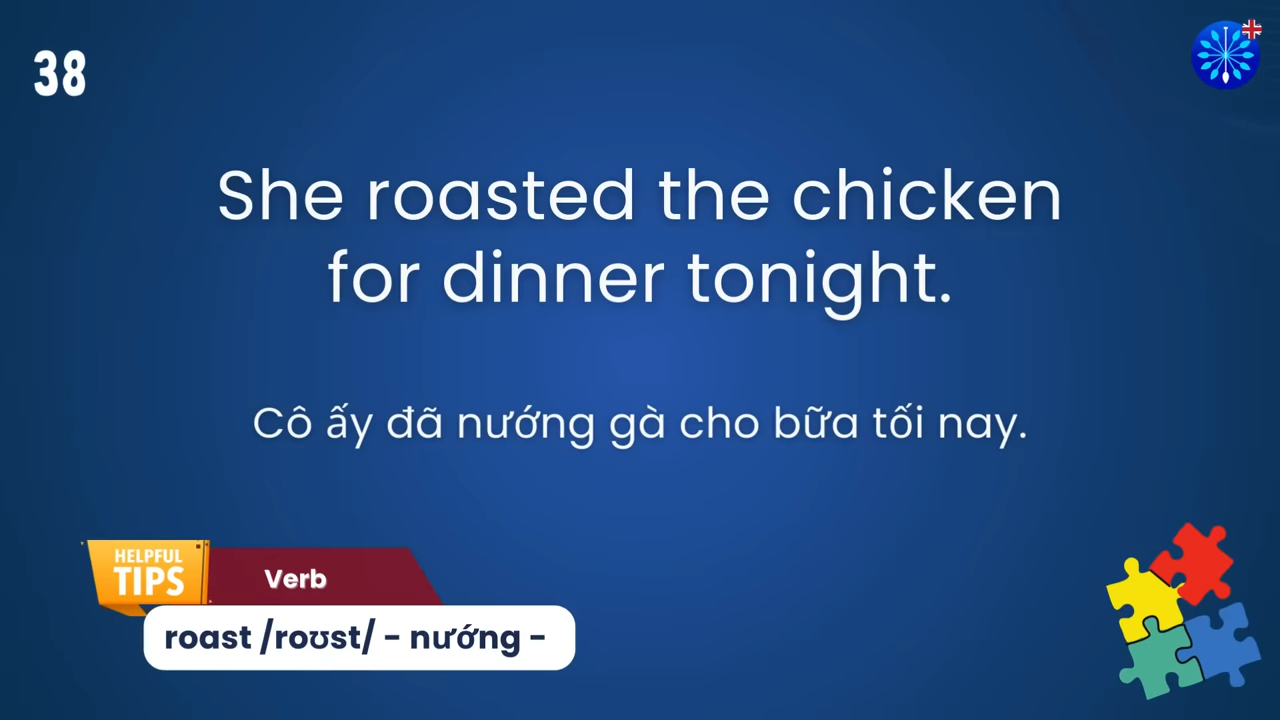 38
She roasted the chicken
for dinner tonight.
Cô ấy đã nướng gà cho bữa tối nay.
HELPFUL
TIPS
Verb
roast /roʊst/ - nướng -